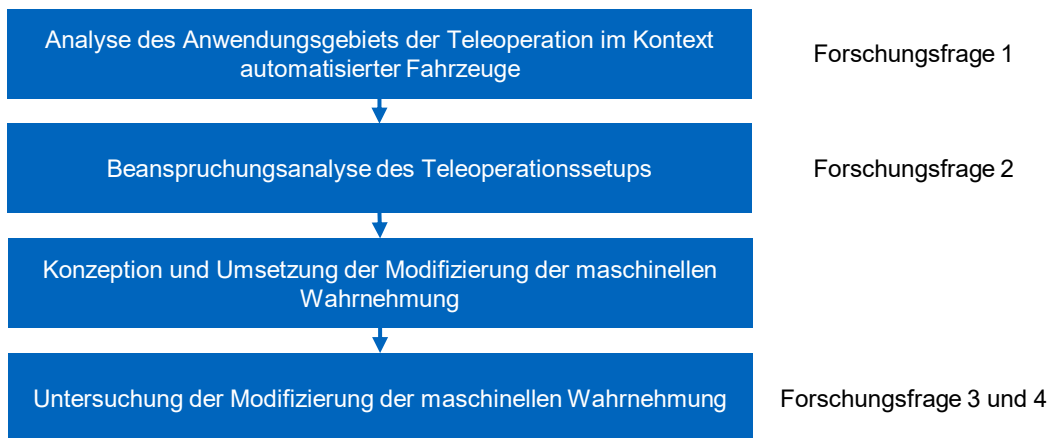 Analyse des Anwendungsgebiets der Teleoperation im Kontext
automatisierter Fahrzeuge
Forschungsfrage 1
Beanspruchungsanalyse des Teleoperationssetups
Forschungsfrage 2
Konzeption und Umsetzung der Modifizierung der maschinellen
Wahrnehmung
Untersuchung der Modifizierung der maschinellen Wahrnehmung
Forschungsfrage 3 und 4